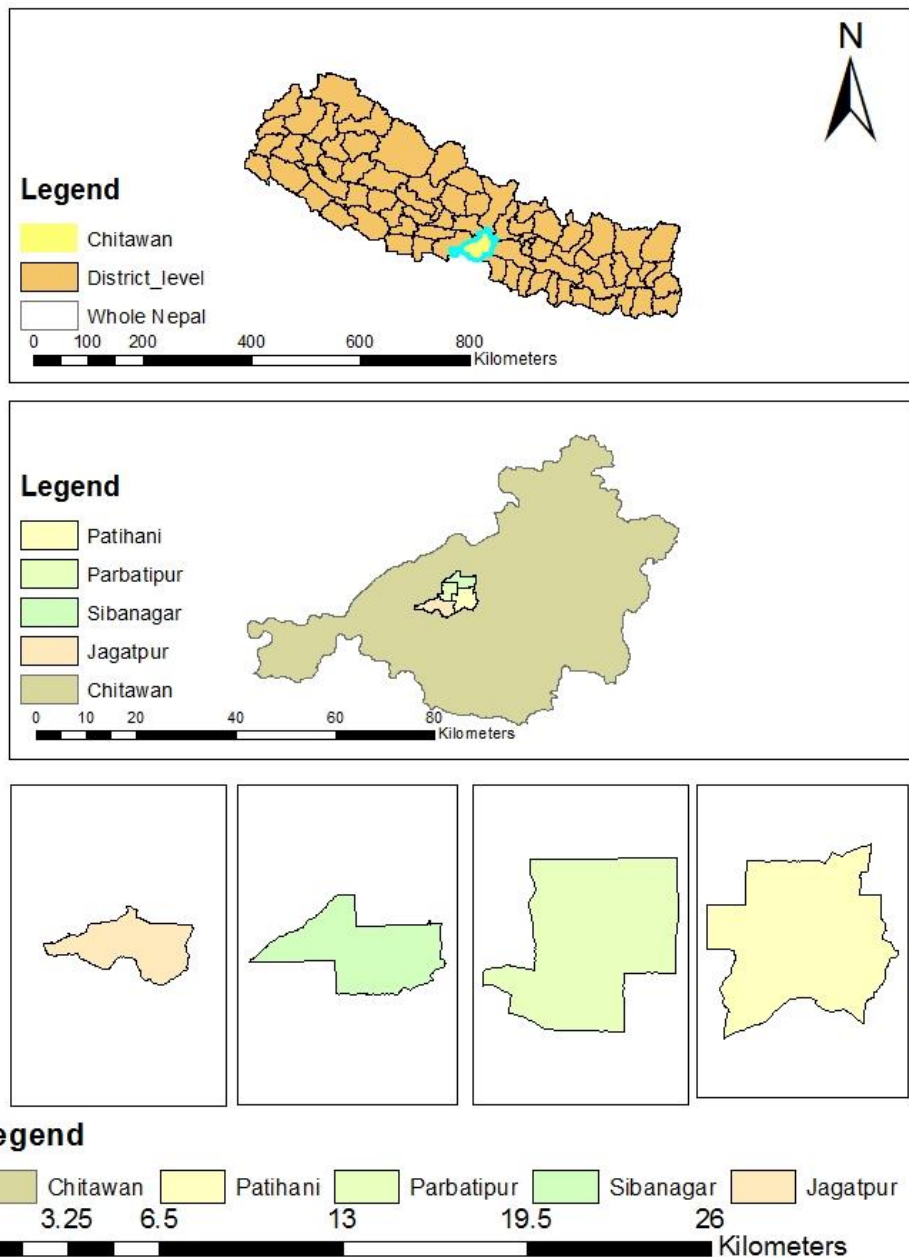 N
Legend
Chitawan
District_level
Whole Nepal
0 100 200 400 600 800
Kilometers
Legend
Patihani
Parbatipur
Sibanagar
Jagatpur
Chitawan
0 10 20 40 60 80
Kilometers
egend
Chitawan Patihani Parbatipur Sibanagar Jagatpur
3.25 6.5 13 19.5 26
Kilometers